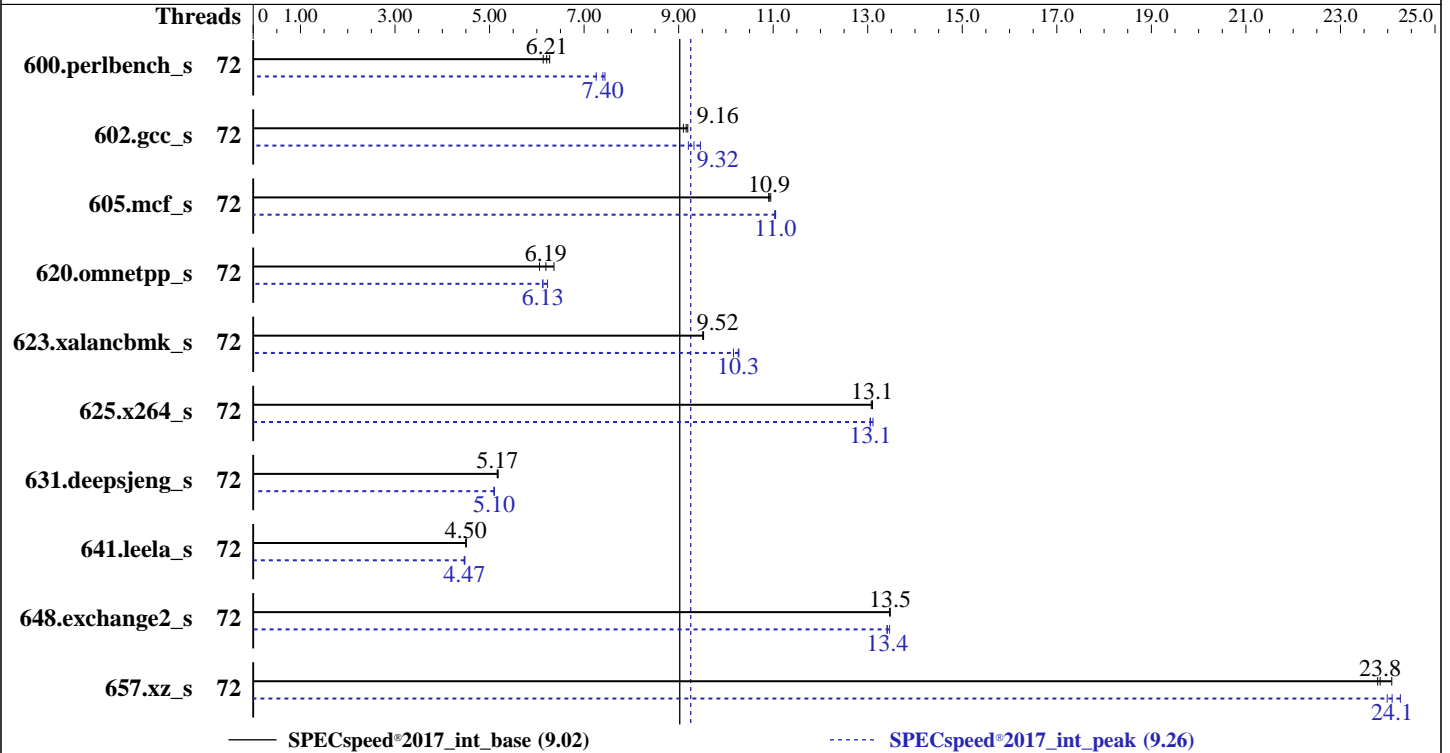 Threads 0 1.00 3.00 5.00 7.00 9.00 11.0 13.0 15.0 17.0 19.0 21.0 23.0 25.0
6.21
600.perlbench_s 72
7.40
9.16
602.gcc_s 72
9.32
10.9
605.mcf_s 72
11.0
6.19
620.omnetpp_s 72
6.13
9.52
623.xalancbmk_s 72
10.3
13.1
625.x264_s 72
13.1
5.17
631.deepsjeng_s 72
5.10
4.50
641.leela_s 72
4.47
13.5
648.exchange2_s 72
13.4
23.8
657.xz_s 72
24.1
SPECspeed®2017_int_base (9.02) SPECspeed®2017_int_peak (9.26)